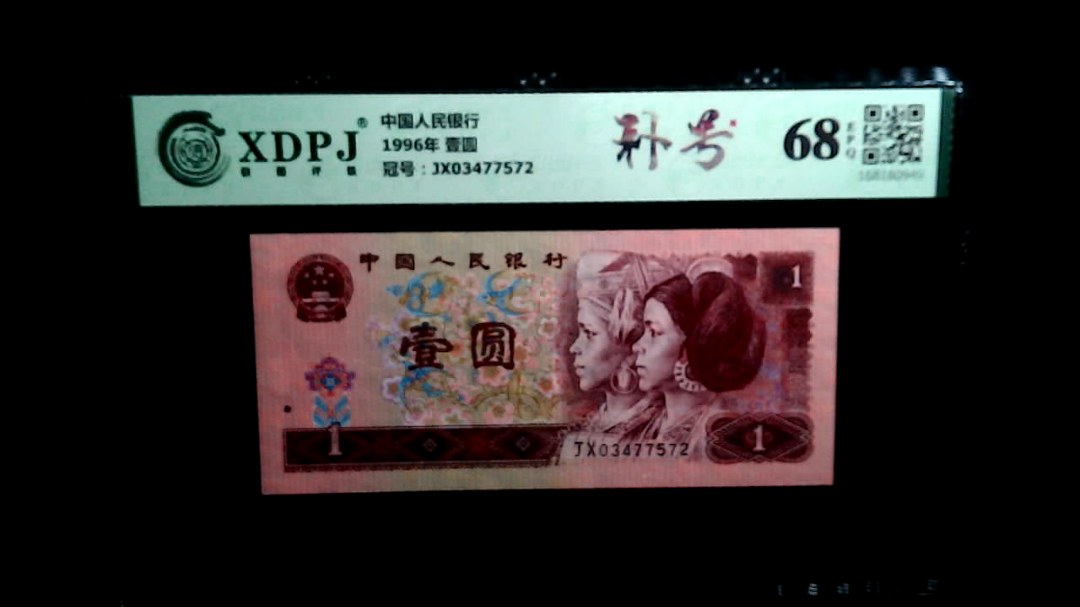 XDPJ®
中国人民银行
1996年 壹圆
冠号：JX03477572
补号
68
EPQ
中国人民银行
1
壹圆
1
JX03477572
1